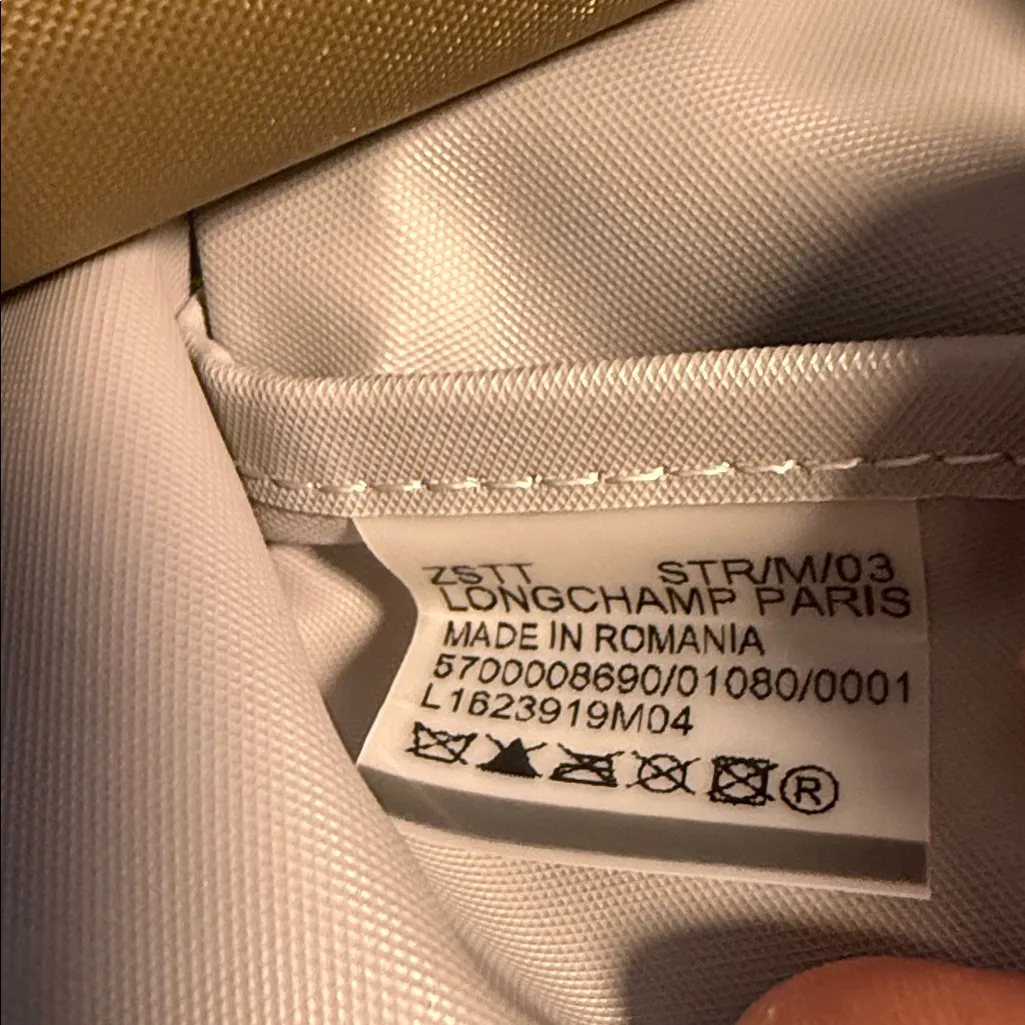 ZSTT STR/M/03
LONGCHAMP PARIS
MADE IN ROMANIA
5700008690/01080/0001
L1623919M04
®